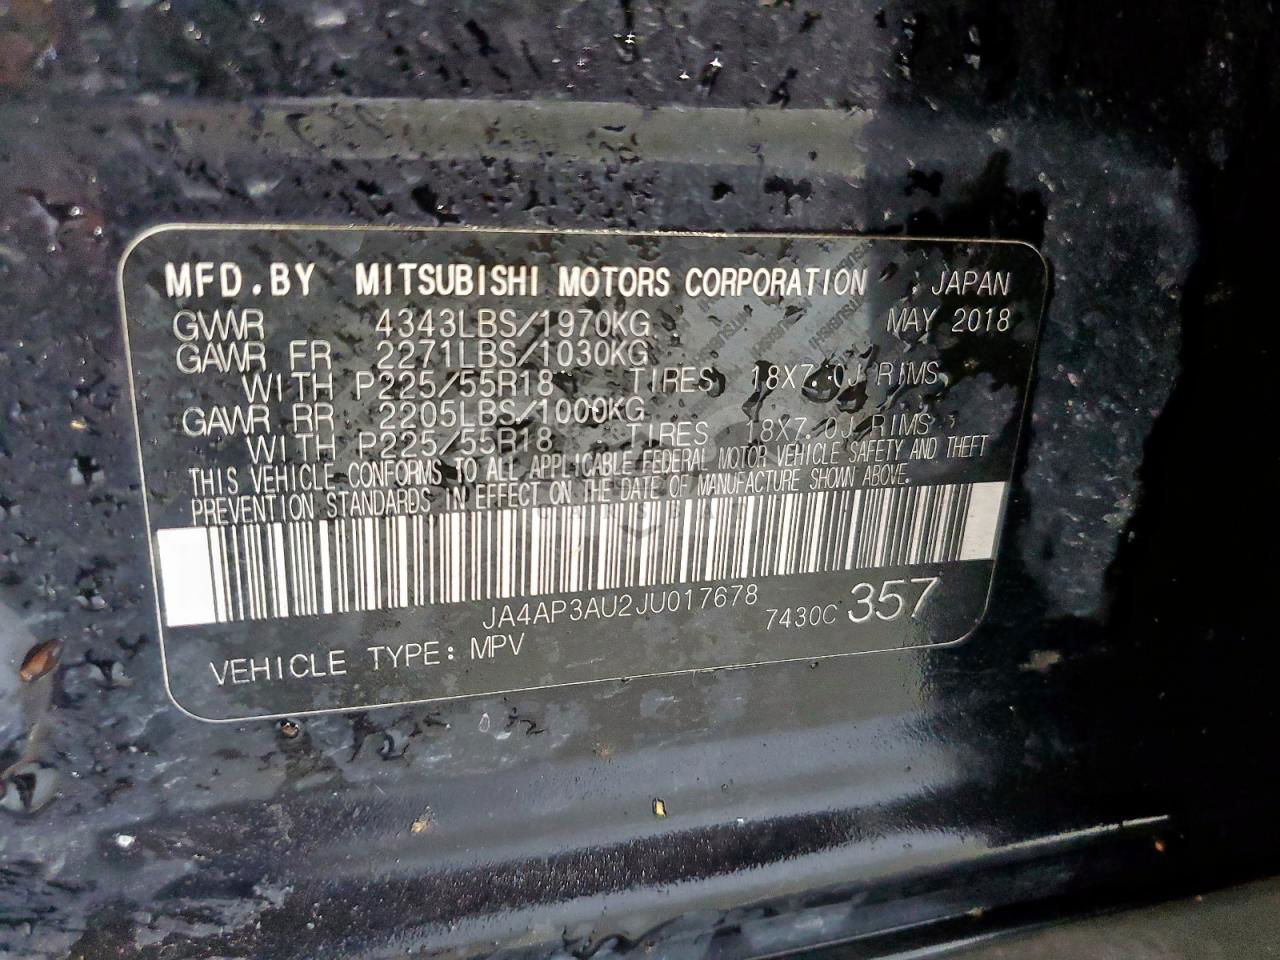 MFD.BY MITSUBISHI MOTORS CORPORATION JAPAN
GVWR 4343LBS/1970KG MAY 2018
GAWR FR 2271LBS/1030KG
WITH P225/55R18 TIRES 18X7.0J RIMS
GAWR RR 2205LBS/1000KG
WITH P225/55R18 TIRES 18X7.0J RIMS
THIS VEHICLE CONFORMS TO ALL APPLICABLE FEDERAL MOTOR VEHICLE SAFETY AND THEFT
PREVENTION STANDARDS IN EFFECT ON THE DATE OF MANUFACTURE SHOWN ABOVE.
JA4AP3AU2JU017678
7430C 357
VEHICLE TYPE: MPV